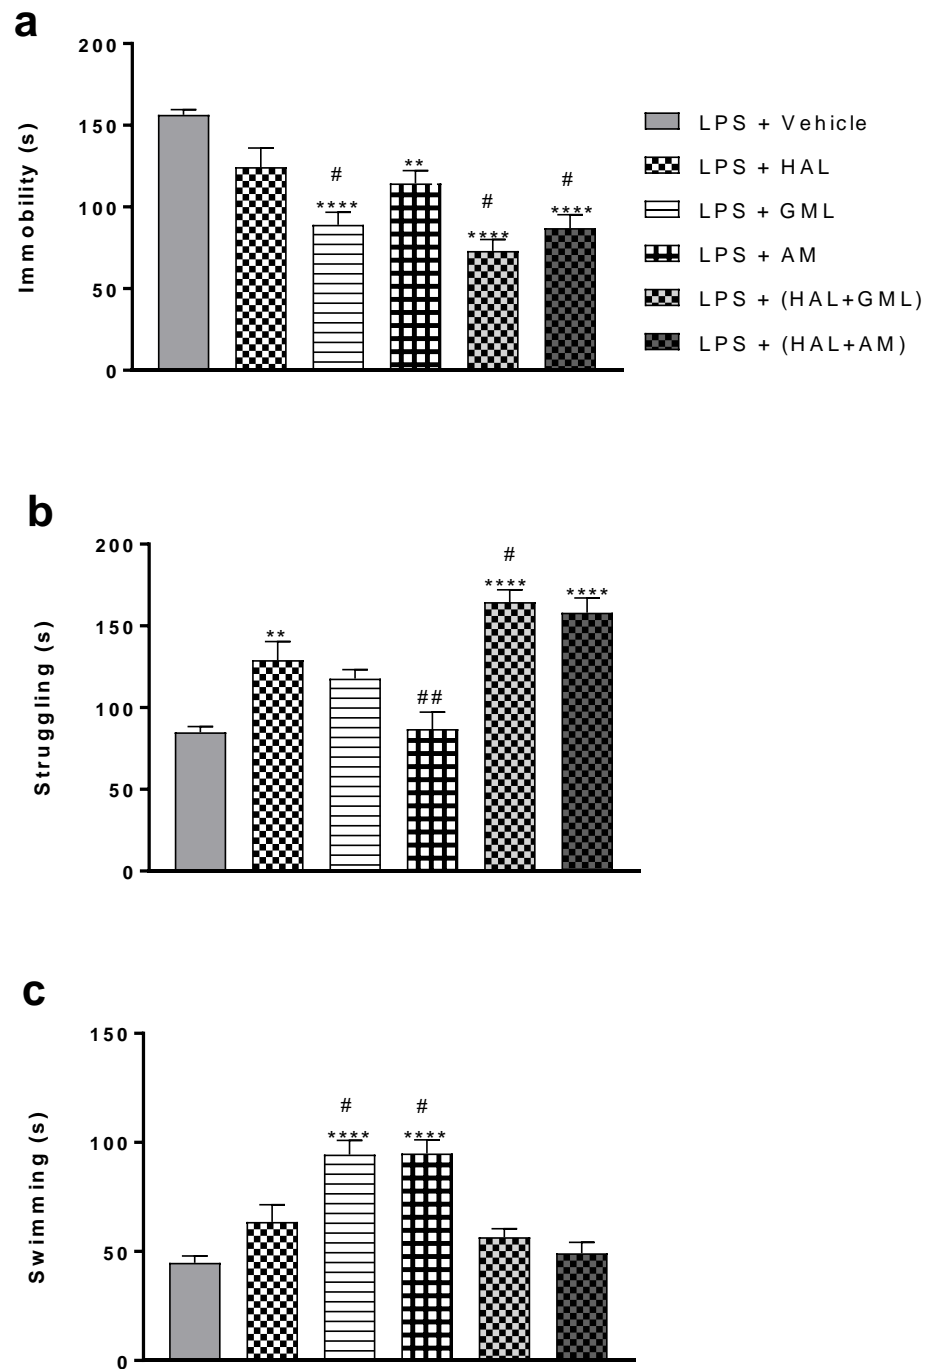 a
200
150
100
50
0
Immobility (s)
#
****
**
#
****
#
****
LPS + Vehicle
LPS + HAL
LPS + GML
LPS + AM
LPS + (HAL+GML)
LPS + (HAL+AM)
b
200
150
100
50
0
Struggling (s)
**
##
#
****
****
c
150
100
50
0
Swimming (s)
#
****
#
****